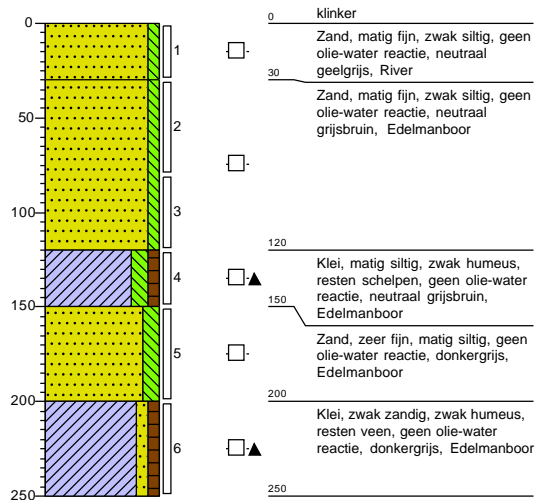 0
50
100
150
200
250
1
2
3
4
5
6
0
klinker
Zand, matig fijn, zwak siltig, geen
olie-water reactie, neutraal
geelgrijs, River
30
Zand, matig fijn, zwak siltig, geen
olie-water reactie, neutraal
grijsbruin, Edelmanboor
120
Klei, matig siltig, zwak humeus,
resten schelpen, geen olie-water
reactie, neutraal grijsbruin,
Edelmanboor
150
Zand, zeer fijn, matig siltig, geen
olie-water reactie, donkergrijs,
Edelmanboor
200
Klei, zwak zandig, zwak humeus,
resten veen, geen olie-water
reactie, donkergrijs, Edelmanboor
250